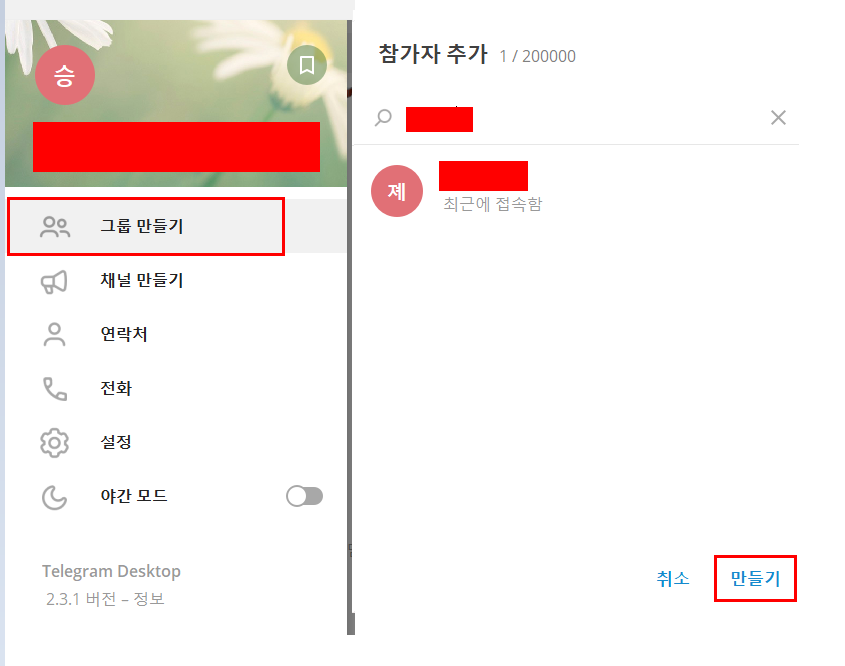 승
그룹 만들기
채널 만들기
연락처
전화
설정
야간 모드
Telegram Desktop
2.3.1 버전 – 정보
참가자 추가 1 / 200000
제
최근에 접속함
취소
만들기